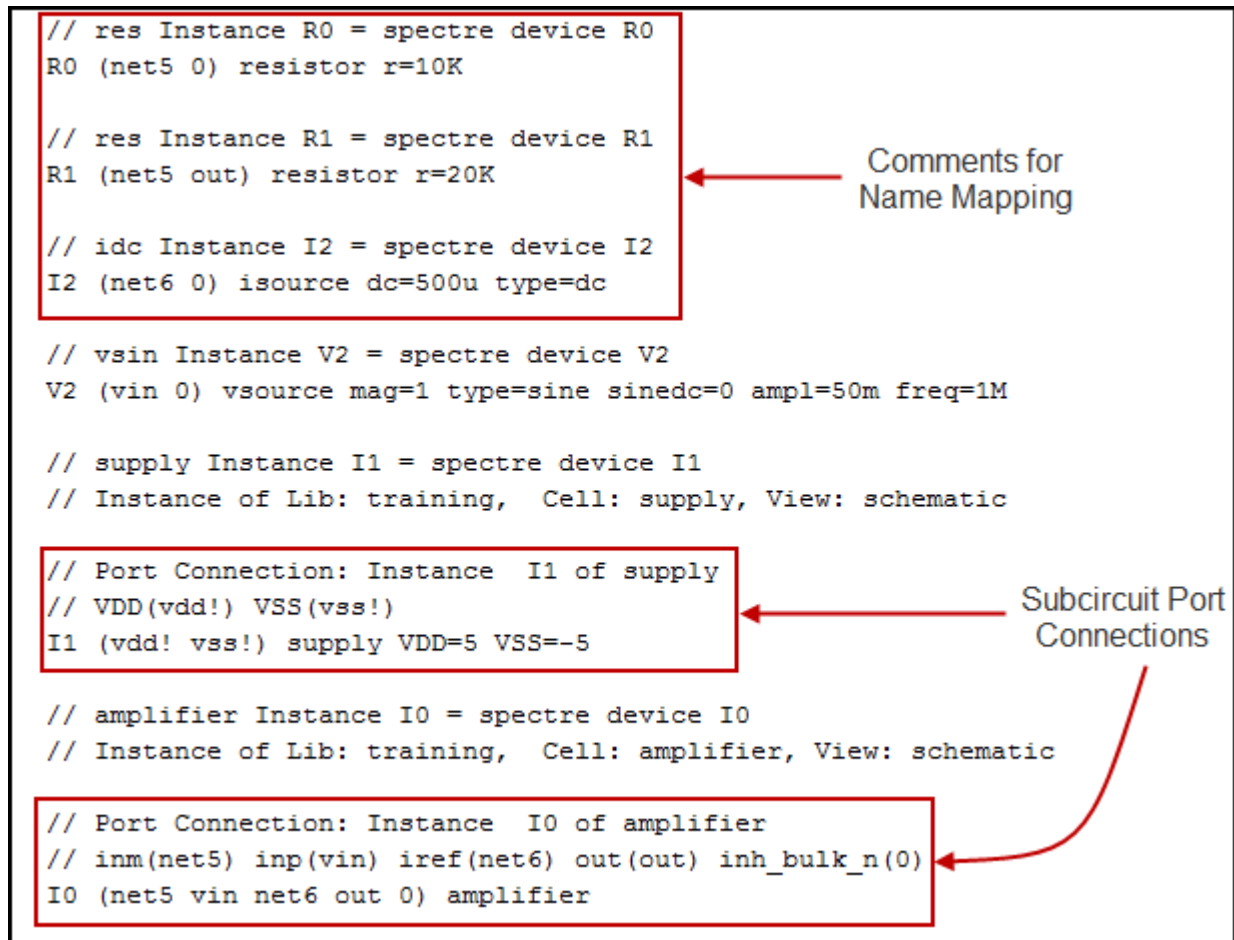 // res Instance R0 = spectre device R0
R0 (net5 0) resistor r=10K
// res Instance R1 = spectre device R1
R1 (net5 out) resistor r=20K
Comments for
Name Mapping
// idc Instance I2 = spectre device I2
I2 (net6 0) isource dc=500u type=dc
// vsin Instance V2 = spectre device V2
V2 (vin 0) vsource mag=1 type=sine sinedc=0 ampl=50m freq=1M
// supply Instance I1 = spectre device I1
// Instance of Lib: training,  Cell: supply, View: schematic
// Port Connection: Instance  I1 of supply
// VDD(vdd!) VSS(vss!)
I1 (vdd! vss!) supply VDD=5 VSS=-5
Subcircuit Port
Connections
// amplifier Instance I0 = spectre device I0
// Instance of Lib: training,  Cell: amplifier, View: schematic
// Port Connection: Instance  I0 of amplifier
// inm(net5) inp(vin) iref(net6) out(out) inh_bulk_n(0)
I0 (net5 vin net6 out 0) amplifier